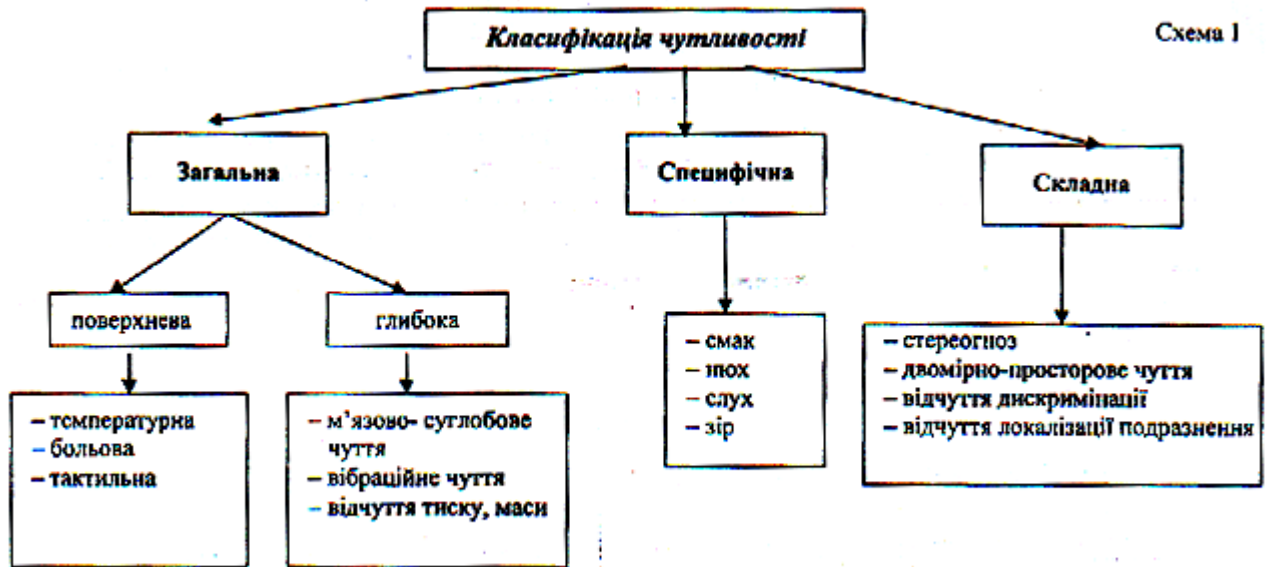 Класифікація чутливості
Схема 1
Загальна
Специфічна
Складна
поверхнева
глибока
– температурна
– больова
– тактильна
– м’язово- суглобове
чуття
– вібраційне чуття
– відчуття тиску, маси
– смак
– нюх
– слух
– зір
– стереогноз
– двомірно-просторове чуття
– відчуття дискримінації
– відчуття локалізації подразнення